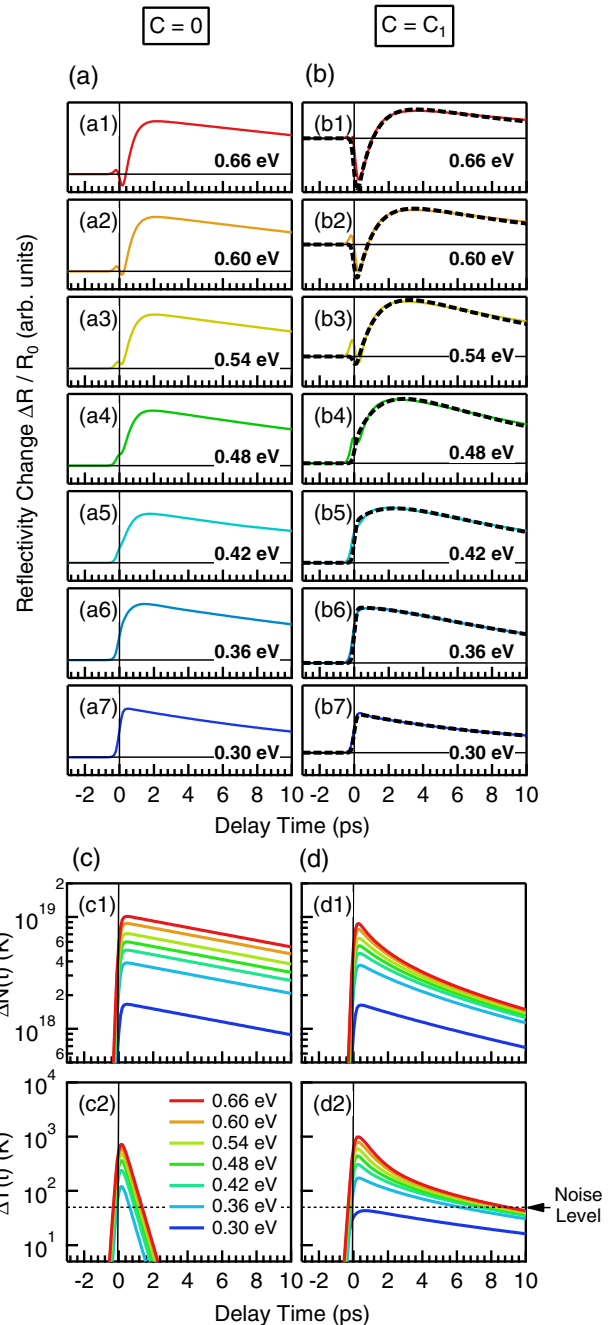 C = 0
C = C1
(a)
(b)
Reflectivity Change ΔR / R0 (arb. units)
(a1)
0.66 eV
(b1)
0.66 eV
(a2)
0.60 eV
(b2)
0.60 eV
(a3)
0.54 eV
(b3)
0.54 eV
(a4)
0.48 eV
(b4)
0.48 eV
(a5)
0.42 eV
(b5)
0.42 eV
(a6)
0.36 eV
(b6)
0.36 eV
(a7)
0.30 eV
(b7)
0.30 eV
-2 0 2 4 6 8 10
-2 0 2 4 6 8 10
Delay Time (ps)
Delay Time (ps)
(c)
(d)
ΔN(t) (K)
2
10^19
6
4
2
10^18
6
(c1)
(d1)
ΔT(t) (K)
10^4
10^3
10^2
10^1
(c2)
0.66 eV
0.60 eV
0.54 eV
0.48 eV
0.42 eV
0.36 eV
0.30 eV
(d2)
Noise
Level
-2 0 2 4 6 8 10
-2 0 2 4 6 8 10
Delay Time (ps)
Delay Time (ps)